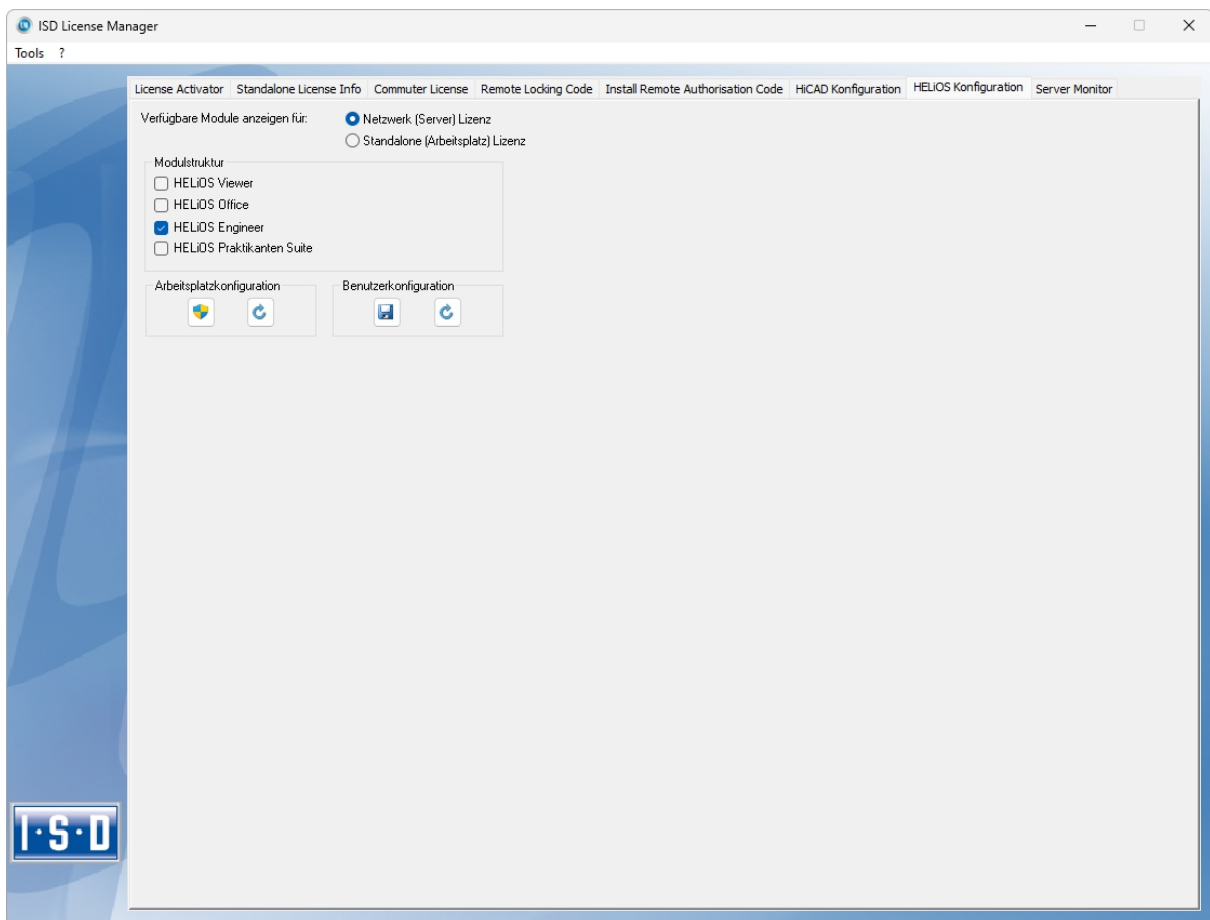 ISD License Manager
Tools ?
License Activator Standalone License Info Commuter License Remote Locking Code Install Remote Authorisation Code HiCAD Konfiguration HELiOS Konfiguration Server Monitor
Verfügbare Module anzeigen für: Netzwerk (Server) Lizenz
Standalone (Arbeitsplatz) Lizenz
Modulstruktur
HELiOS Viewer
HELiOS Office
HELiOS Engineer
HELiOS Praktikanten Suite
Arbeitsplatzkonfiguration Benutzerkonfiguration
I·S·D